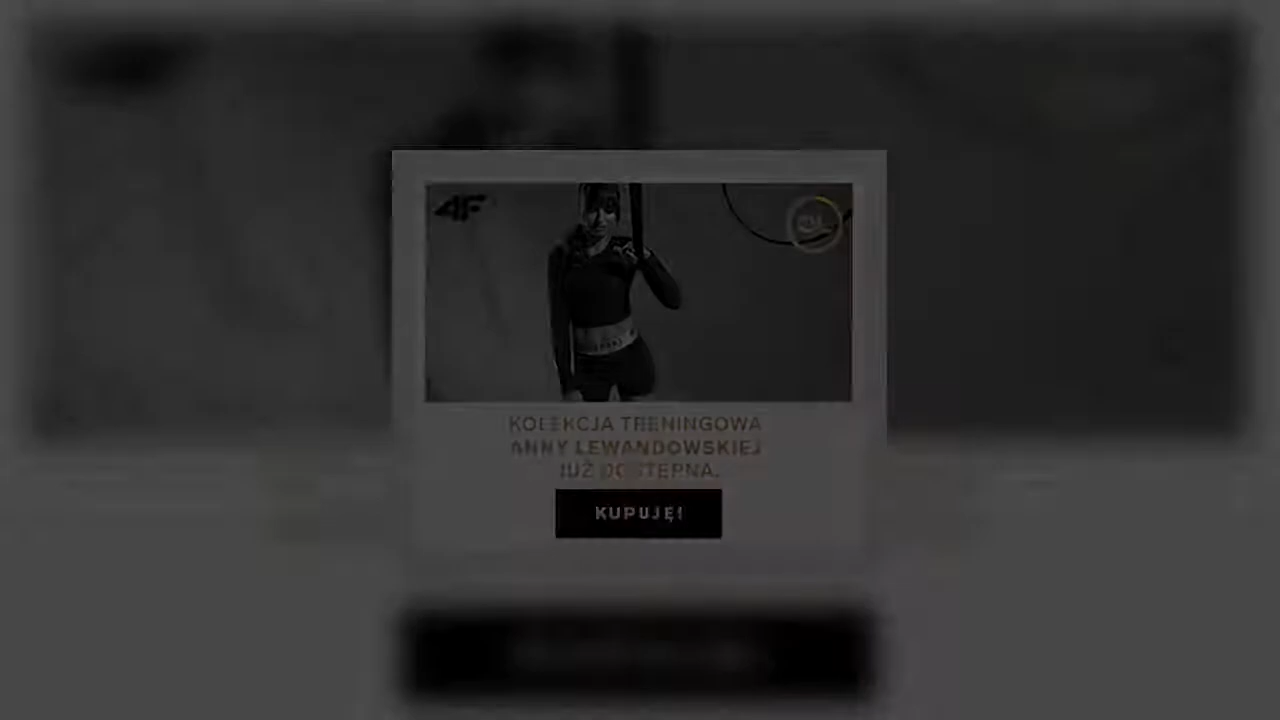 4F
KOLEKCJA TRENINGOWA
ANNY LEWANDOWSKIEJ
JUŻ DOSTĘPNA.
KUPUJĘ!